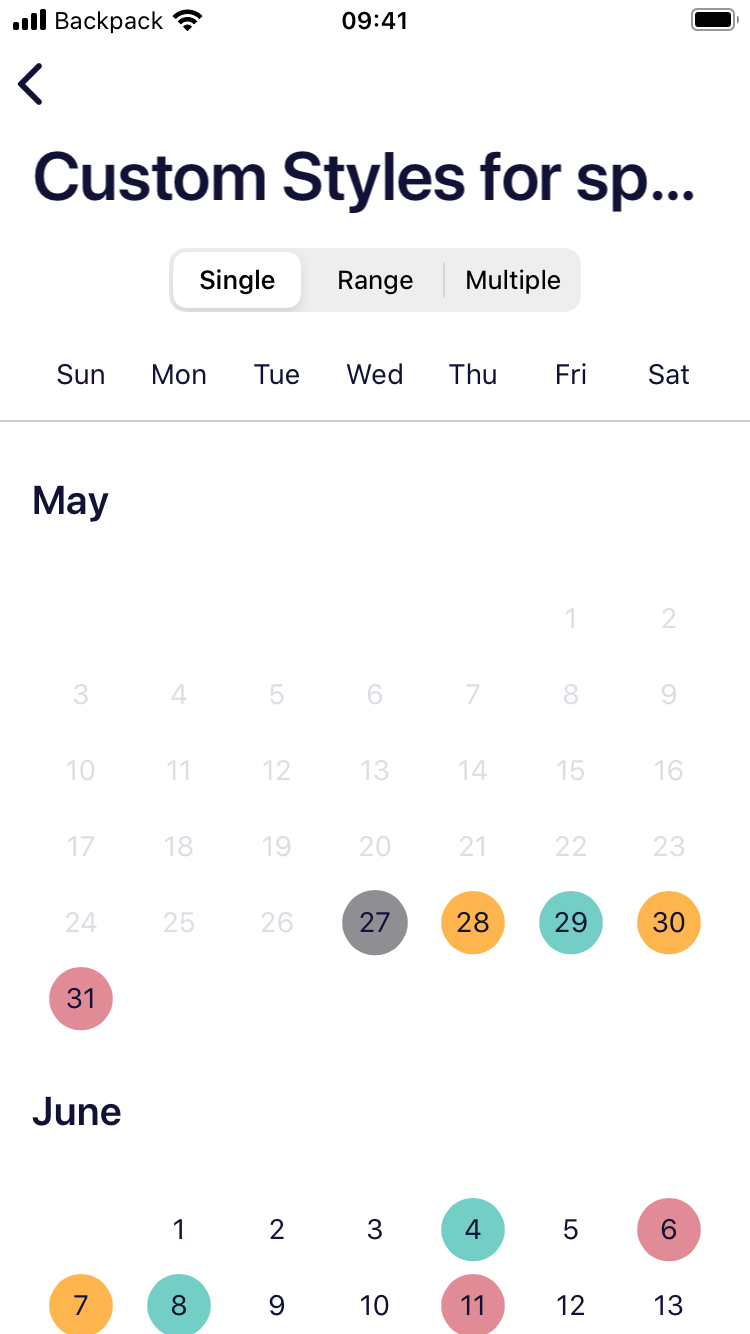 Backpack 09:41
Custom Styles for sp...
Single Range Multiple
Sun Mon Tue Wed Thu Fri Sat
May
1 2
3 4 5 6 7 8 9
10 11 12 13 14 15 16
17 18 19 20 21 22 23
24 25 26 27 28 29 30
31
June
1 2 3 4 5 6
7 8 9 10 11 12 13